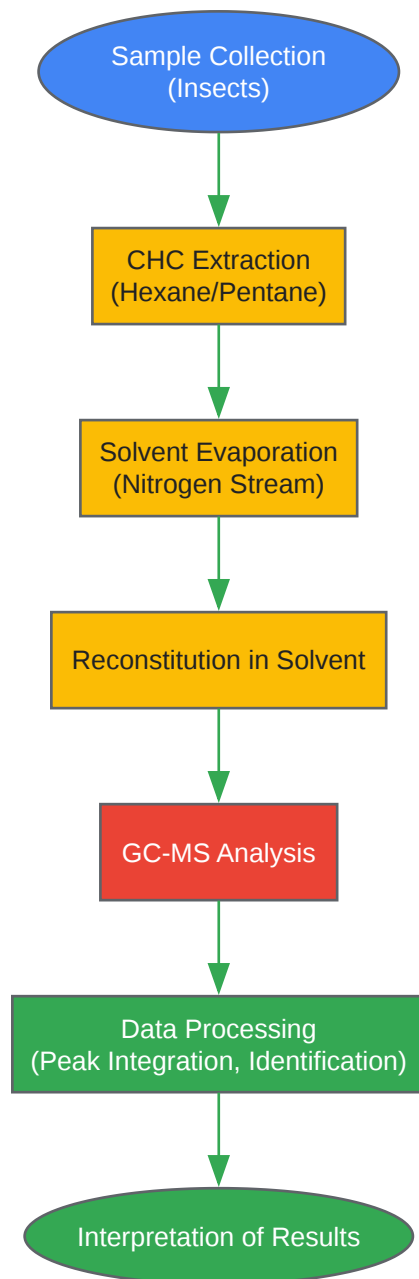 Sample Collection
(Insects)
CHC Extraction
(Hexane/Pentane)
Solvent Evaporation
(Nitrogen Stream)
Reconstitution in Solvent
GC-MS Analysis
Data Processing
(Peak Integration, Identification)
Interpretation of Results